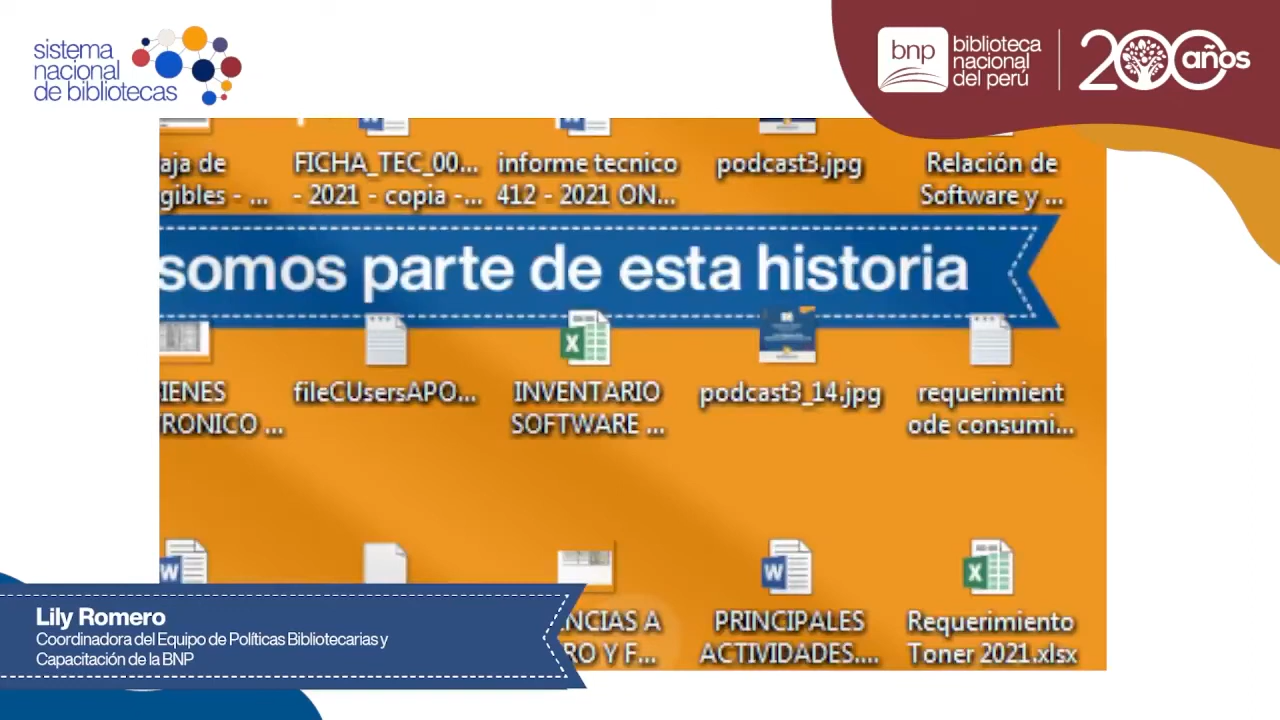 sistema
nacional
de bibliotecas
bnp
biblioteca
nacional
del perú
200 años
aja de
gibles - ...
FICHA_TEC_00...
- 2021 - copia -...
informe tecnico
412 - 2021 ON...
podcast3.jpg
Relación de
Software y ...
somos parte de esta historia
IENES
RONICO ...
fileCUsersAPO...
INVENTARIO
SOFTWARE ...
podcast3_14.jpg
requerimient
ode consumi...
NCIAS A
RO Y F...
PRINCIPALES
ACTIVIDADES....
Requerimiento
Toner 2021.xlsx
Lily Romero
Coordinadora del Equipo de Políticas Bibliotecarias y
Capacitación de la BNP